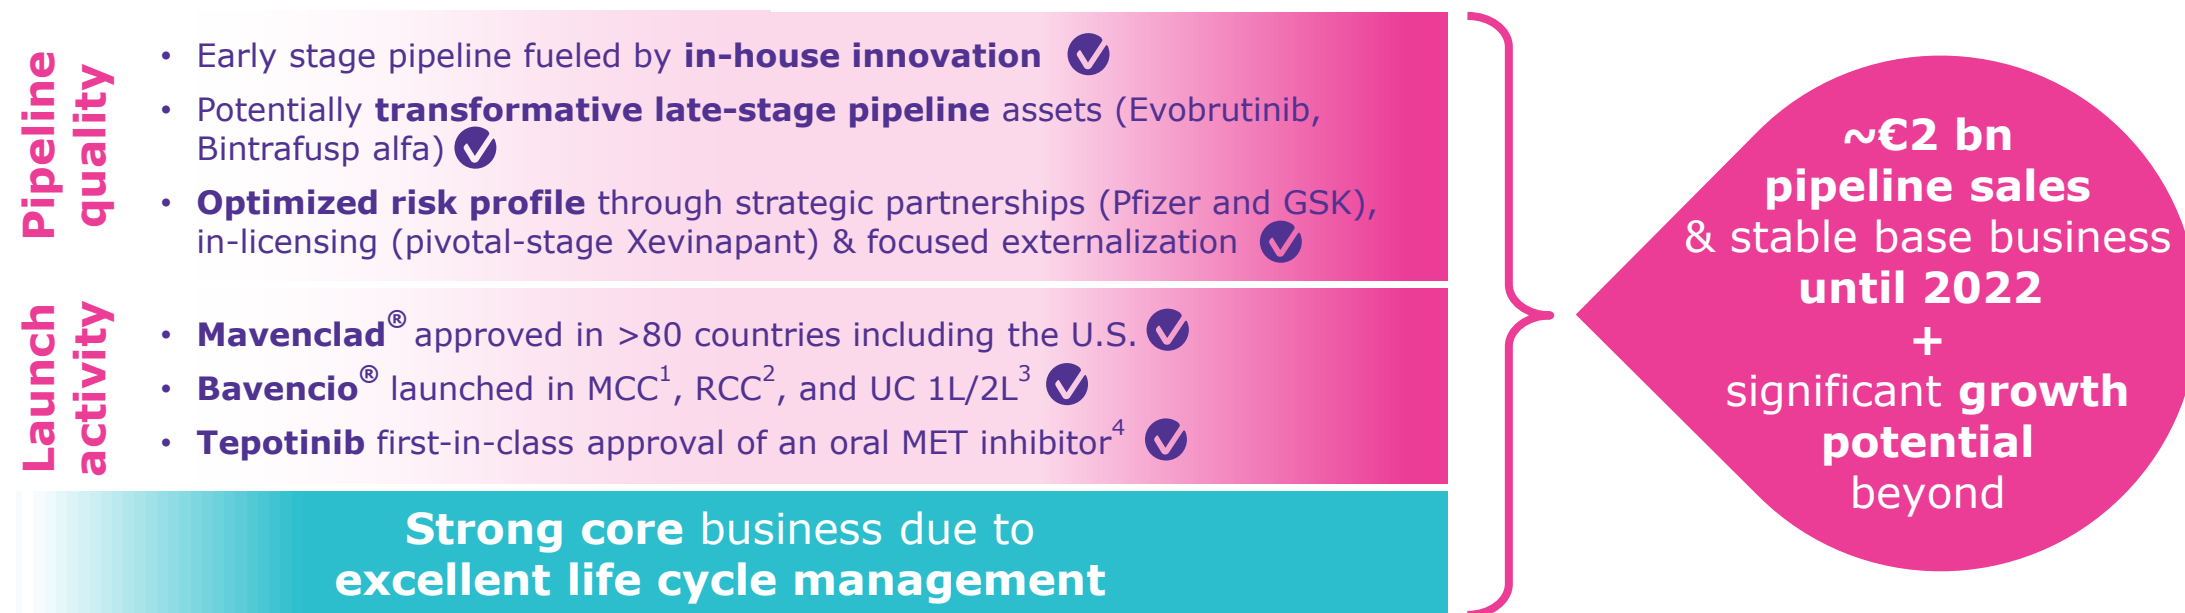 Pipeline
quality
• Early stage pipeline fueled by in-house innovation
• Potentially transformative late-stage pipeline assets (Evobrutinib,
Bintrafusp alfa)
• Optimized risk profile through strategic partnerships (Pfizer and GSK),
in-licensing (pivotal-stage Xevinapant) & focused externalization
Launch
activity
• Mavenclad® approved in >80 countries including the U.S.
• Bavencio® launched in MCC¹, RCC², and UC 1L/2L³
• Tepotinib first-in-class approval of an oral MET inhibitor⁴
Strong core business due to
excellent life cycle management
~€2 bn
pipeline sales
& stable base business
until 2022
+
significant growth
potential
beyond